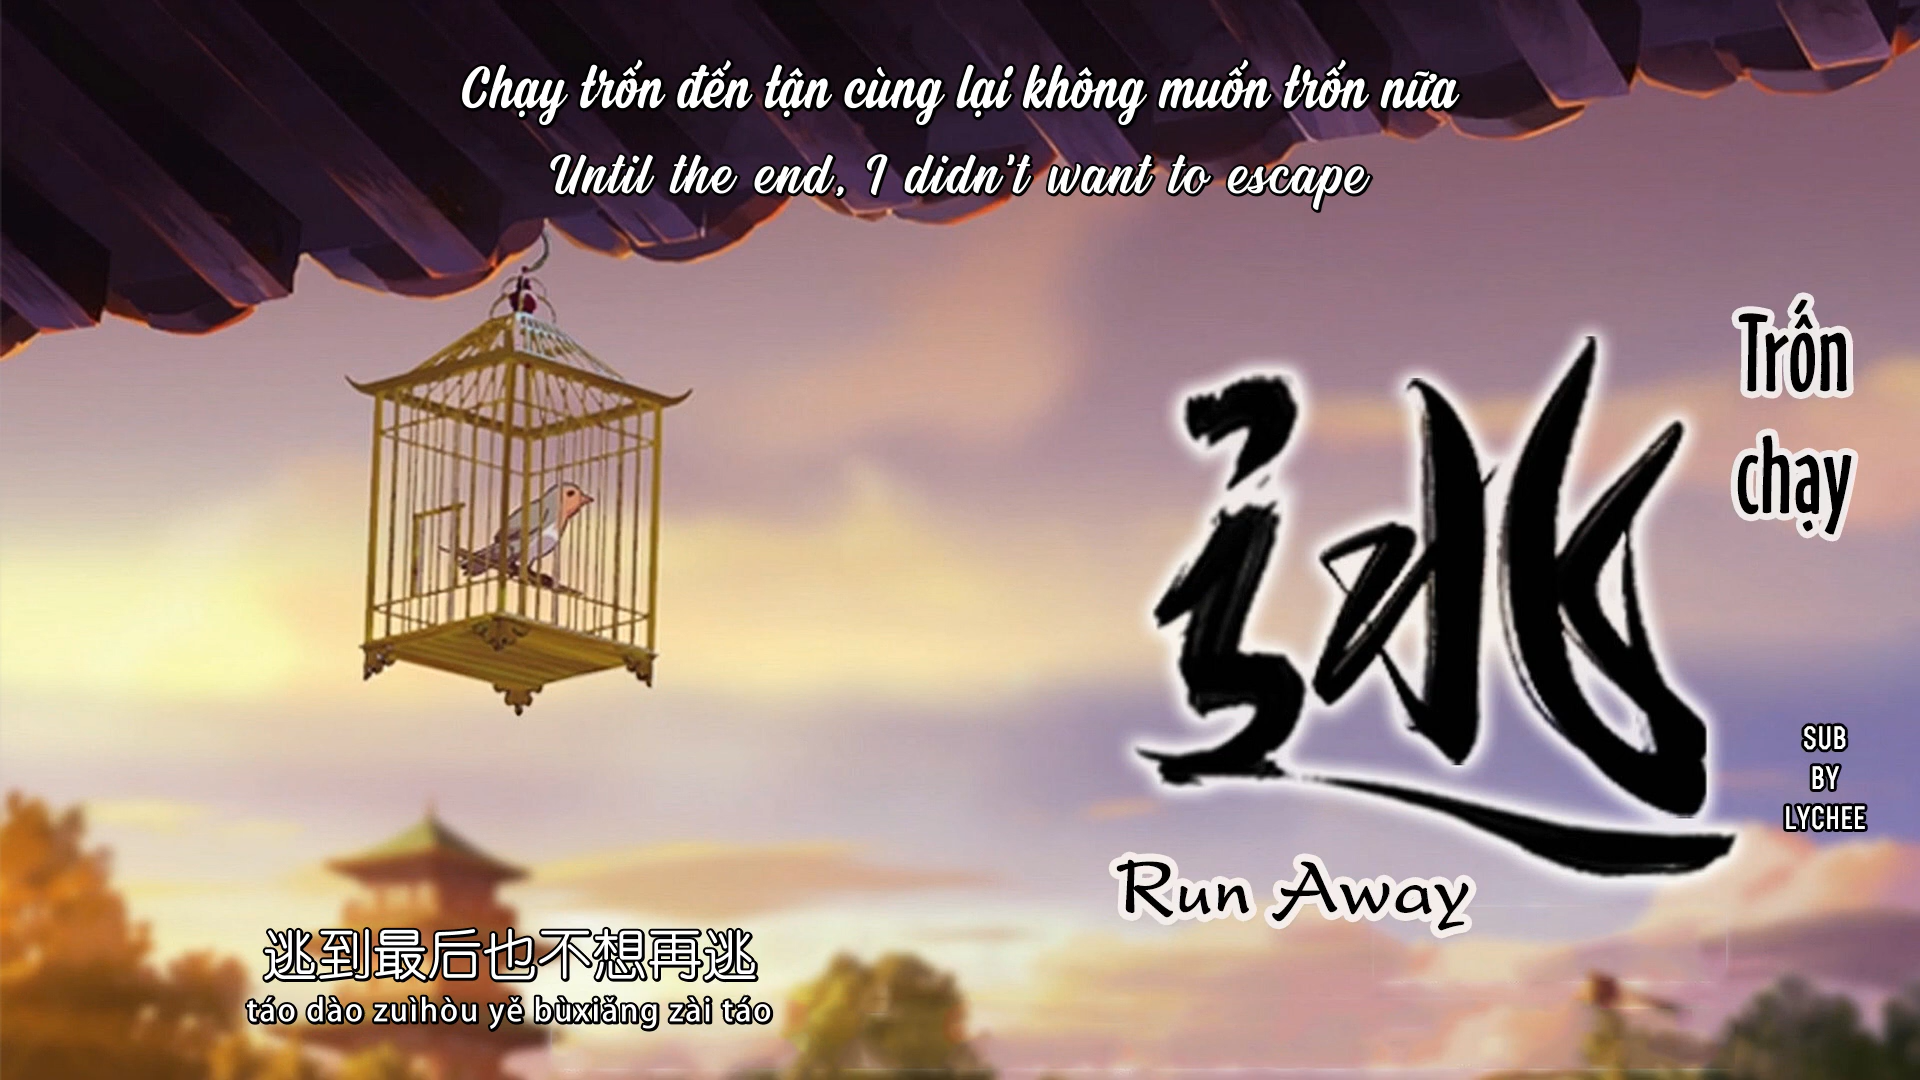 Chạy trốn đến tận cùng lại không muốn trốn nữa
Until the end, I didn't want to escape
逃
Trốn
chạy
Run Away
SUB
BY
LYCHEE
逃到最后也不想再逃
táo dào zuìhòu yě bùxiǎng zài táo